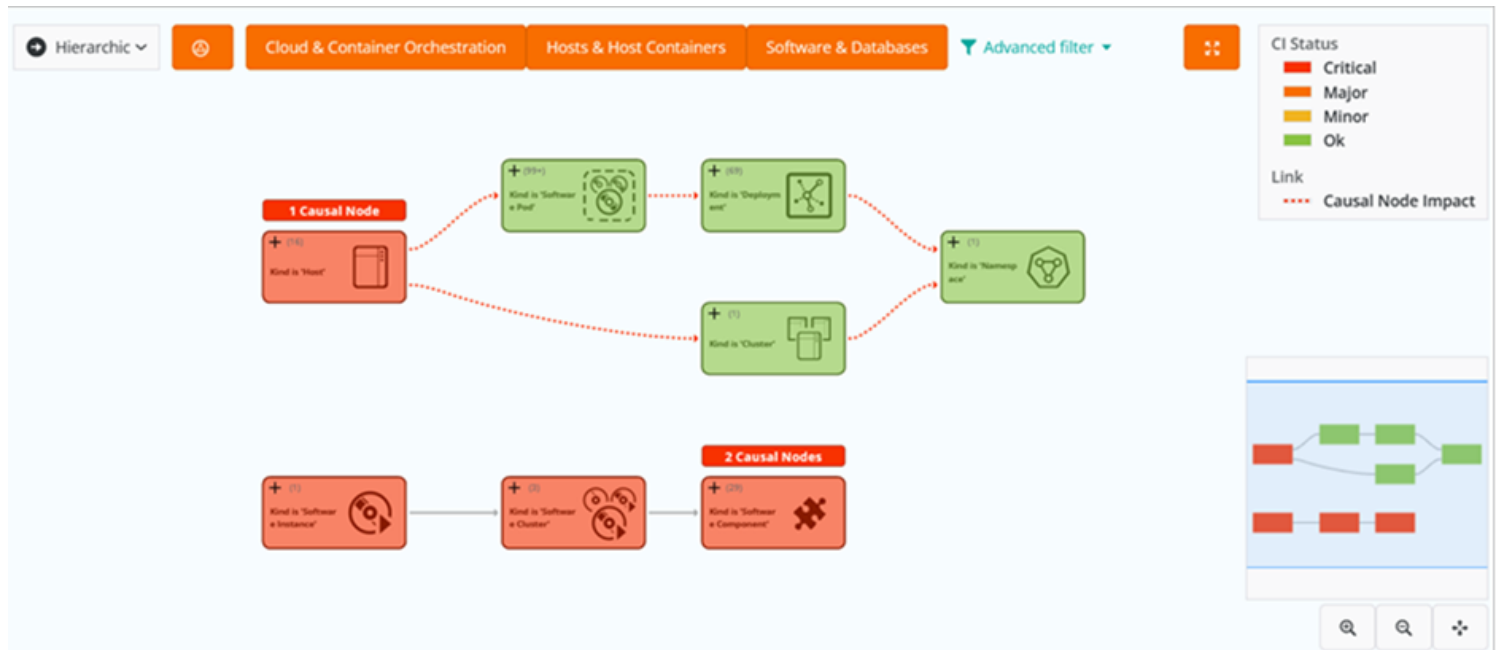 Hierarchic
Cloud & Container Orchestration
Hosts & Host Containers
Software & Databases
Advanced filter
CI Status
Critical
Major
Minor
Ok
Link
Causal Node Impact
1 Causal Node
+ (16)
Kind is 'Host'
+ (99+)
Kind is 'Softwar
e Pod'
+ (69)
Kind is 'Deploym
ent'
+ (1)
Kind is 'Namesp
ace'
+ (1)
Kind is 'Cluster'
2 Causal Nodes
+ (1)
Kind is 'Softwar
e Instance'
+ (2)
Kind is 'Softwar
e Cluster'
+ (29)
Kind is 'Softwar
e Component'